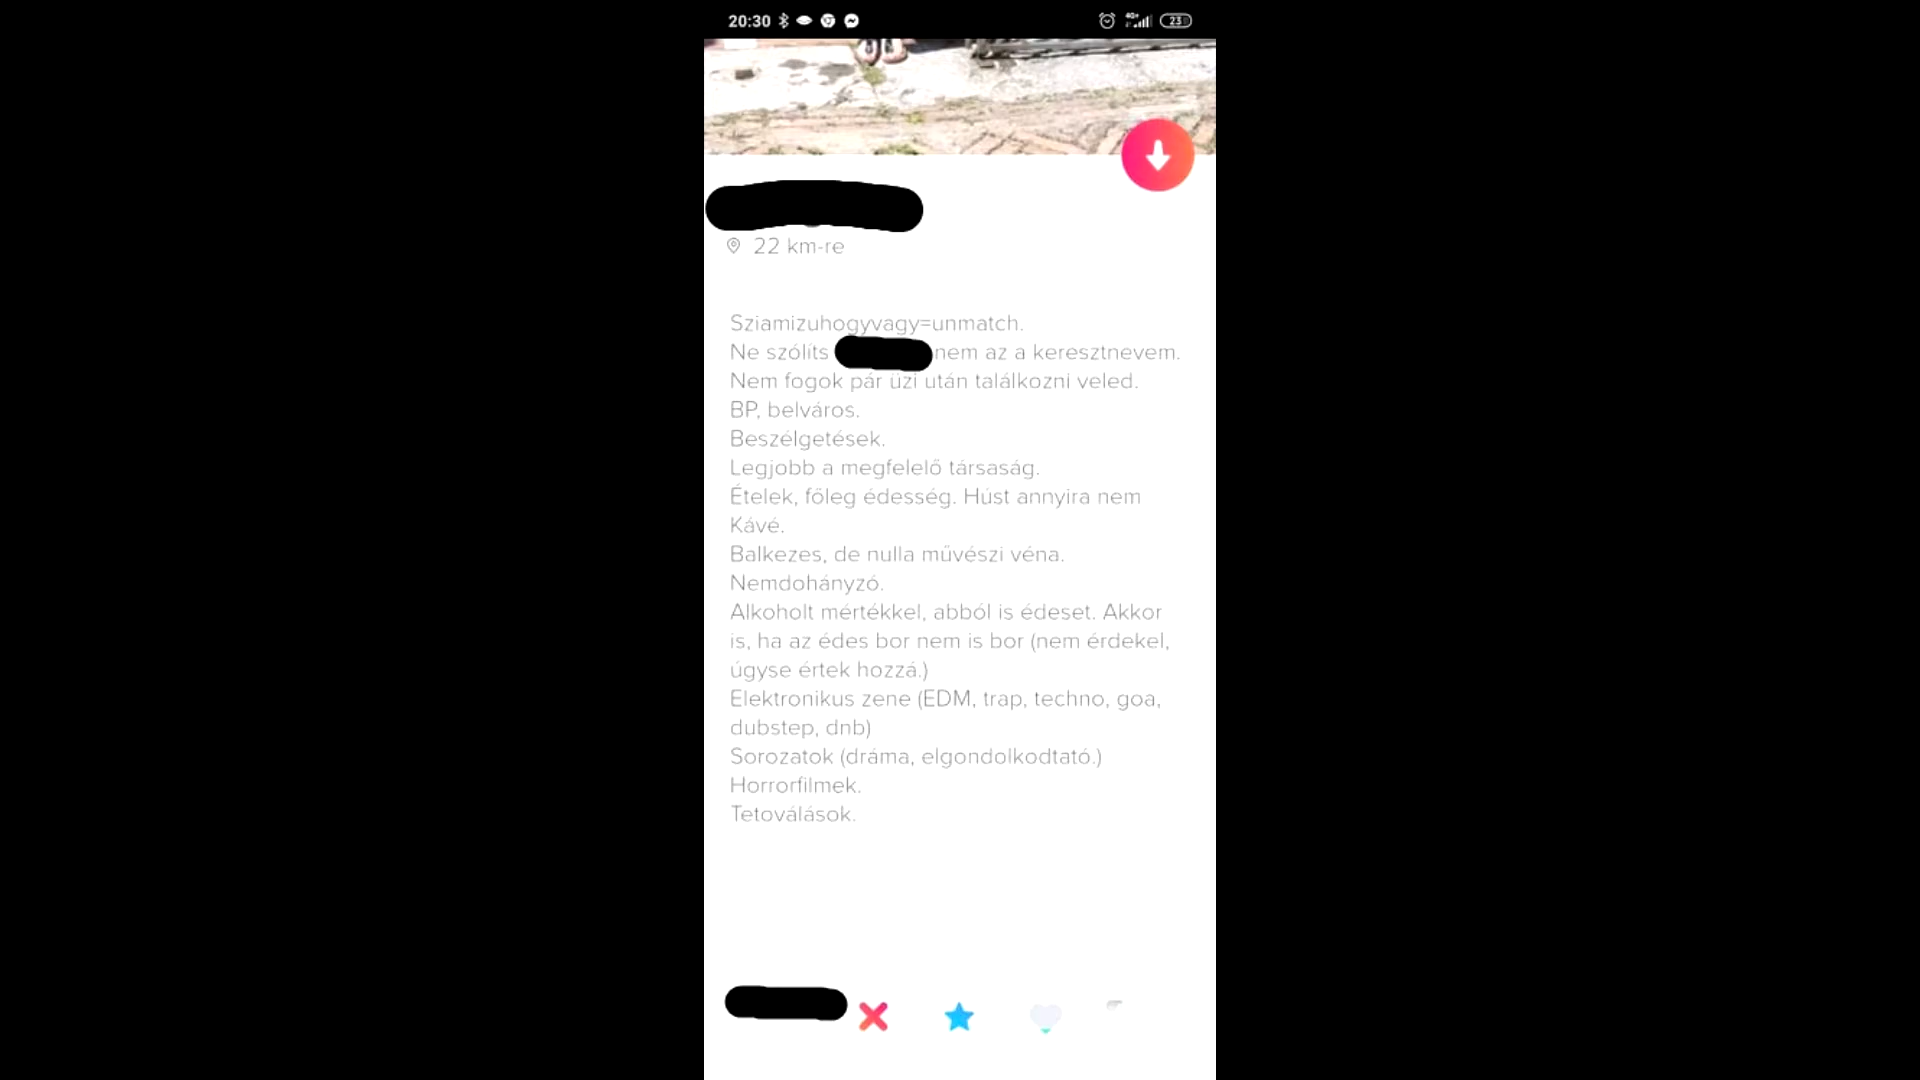 20:30
23
22 km-re
Sziamizuhogyvagy=unmatch.
Ne szólíts nem az a keresztnevem.
Nem fogok pár üzi után találkozni veled.
BP, belváros.
Beszélgetések.
Legjobb a megfelelő társaság.
Ételek, főleg édesség. Húst annyira nem
Kávé.
Balkezes, de nulla művészi véna.
Nemdohányzó.
Alkoholt mértékkel, abból is édeset. Akkor
is, ha az édes bor nem is bor (nem érdekel,
úgyse értek hozzá.)
Elektronikus zene (EDM, trap, techno, goa,
dubstep, dnb)
Sorozatok (dráma, elgondolkodtató.)
Horrorfilmek.
Tetoválások.